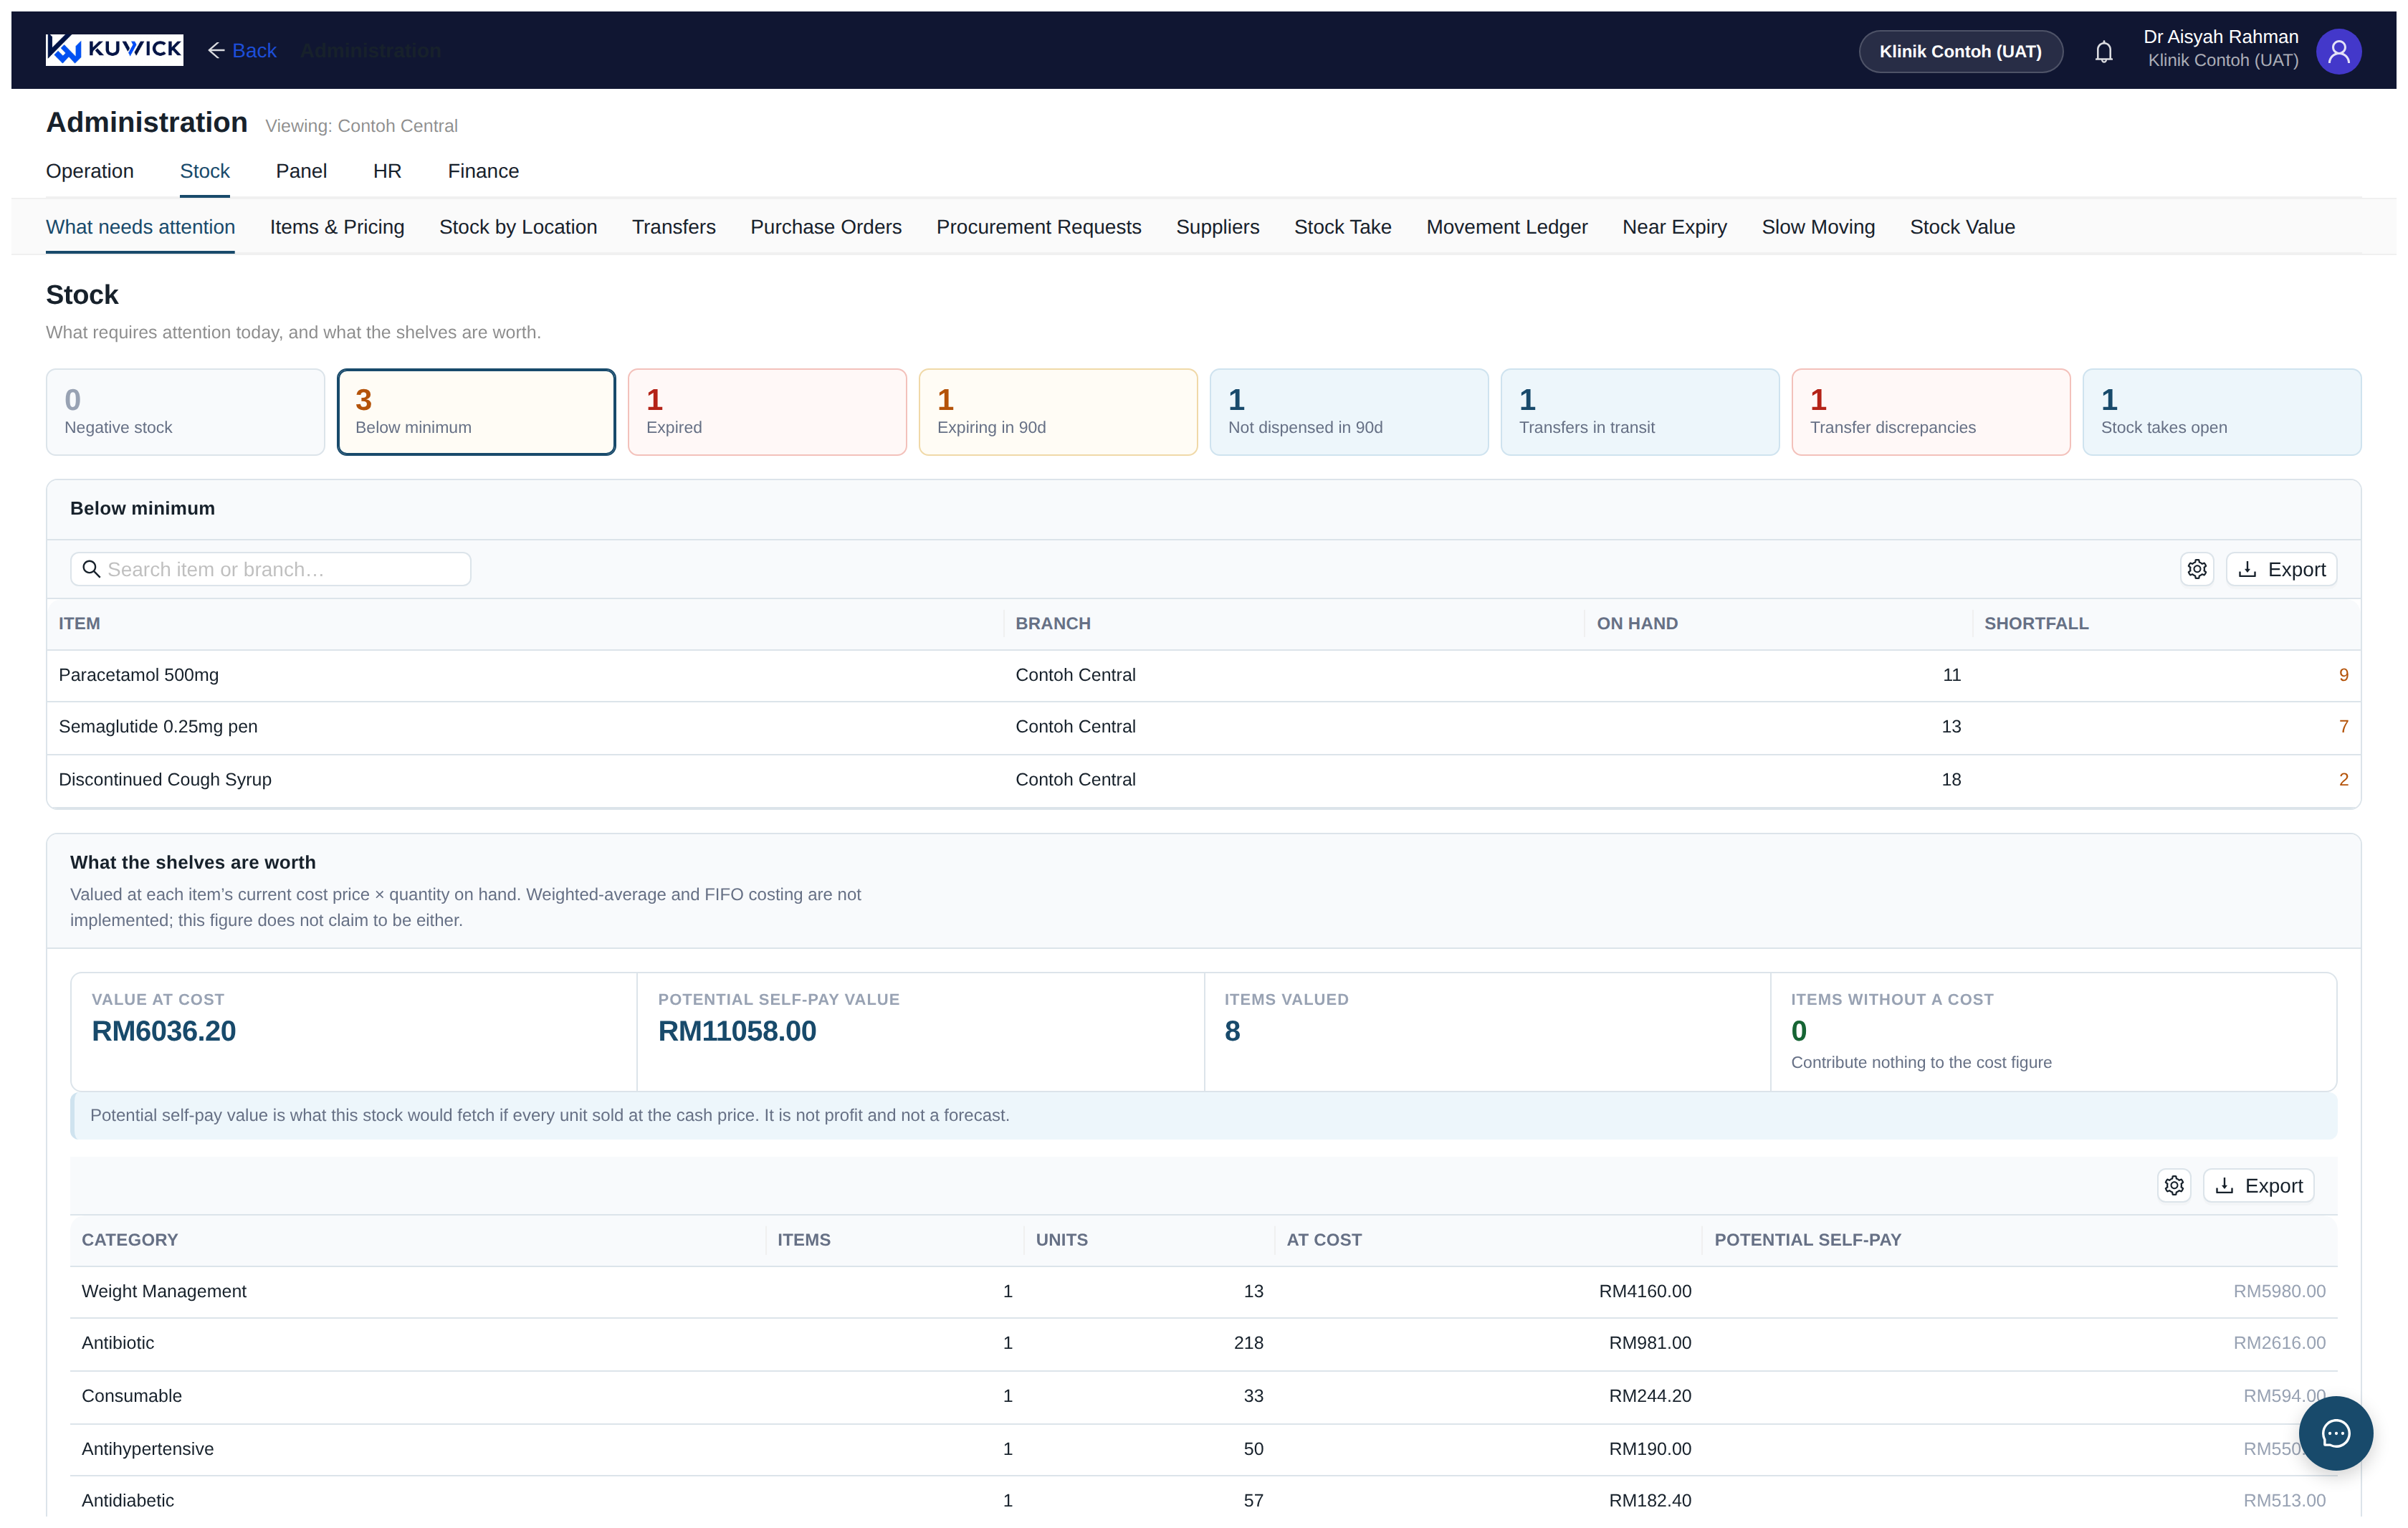 KUWICK
Back Administration
Klinik Contoh (UAT)
Dr Aisyah Rahman
Klinik Contoh (UAT)
Administration Viewing: Contoh Central
Operation Stock Panel HR Finance
What needs attention Items & Pricing Stock by Location Transfers Purchase Orders Procurement Requests Suppliers Stock Take Movement Ledger Near Expiry Slow Moving Stock Value
Stock
What requires attention today, and what the shelves are worth.
0 3 1 1 1 1 1 1
Negative stock Below minimum Expired Expiring in 90d Not dispensed in 90d Transfers in transit Transfer discrepancies Stock takes open
Below minimum
Search item or branch… Export
ITEM BRANCH ON HAND SHORTFALL
Paracetamol 500mg Contoh Central 11 9
Semaglutide 0.25mg pen Contoh Central 13 7
Discontinued Cough Syrup Contoh Central 18 2
What the shelves are worth
Valued at each item’s current cost price × quantity on hand. Weighted-average and FIFO costing are not
implemented; this figure does not claim to be either.
VALUE AT COST POTENTIAL SELF-PAY VALUE ITEMS VALUED ITEMS WITHOUT A COST
RM6036.20 RM11058.00 8 0
Contribute nothing to the cost figure
Potential self-pay value is what this stock would fetch if every unit sold at the cash price. It is not profit and not a forecast.
Export
CATEGORY ITEMS UNITS AT COST POTENTIAL SELF-PAY
Weight Management 1 13 RM4160.00 RM5980.00
Antibiotic 1 218 RM981.00 RM2616.00
Consumable 1 33 RM244.20 RM594.00
Antihypertensive 1 50 RM190.00 RM550
Antidiabetic 1 57 RM182.40 RM513.00